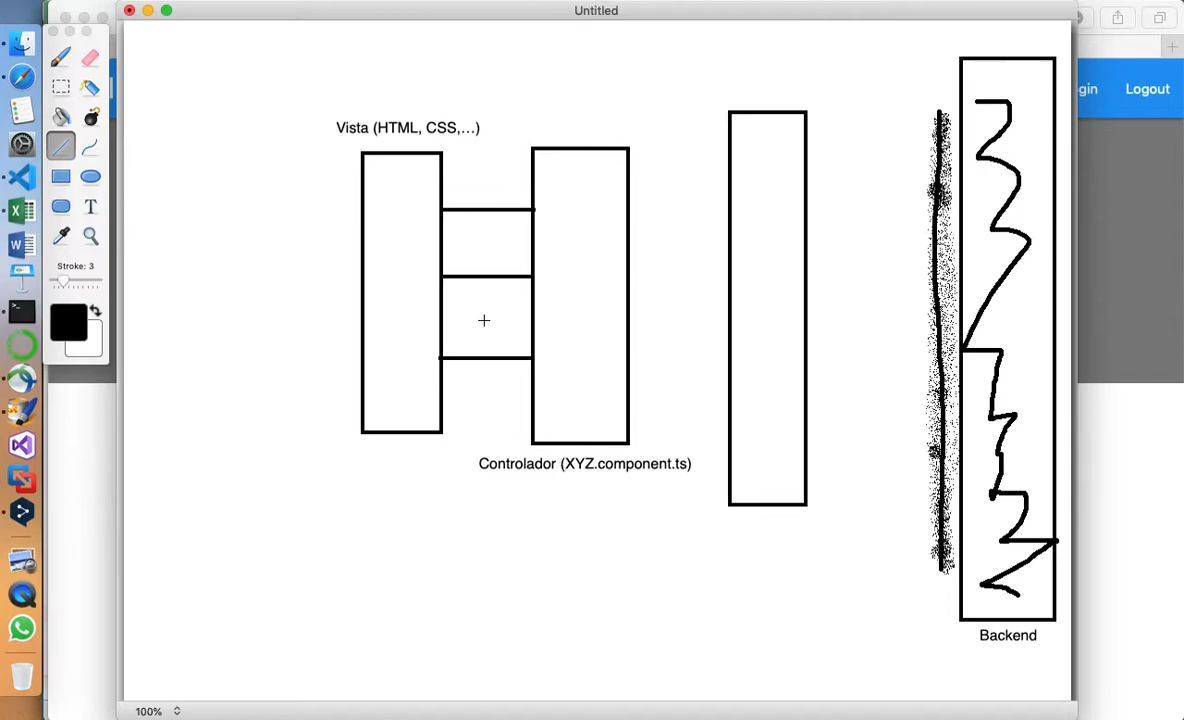 Untitled
gin
Logout
Vista (HTML, CSS,...)
T
Stroke: 3
Controlador (XYZ.component.ts)
Backend
100%